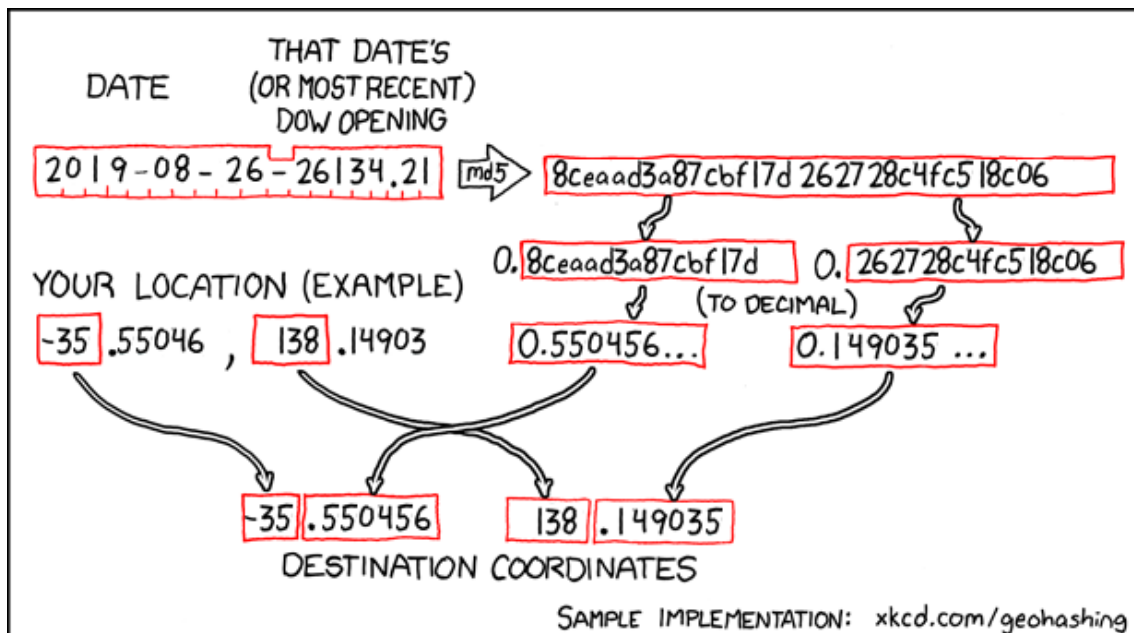 DATE
THAT DATE'S
(OR MOST RECENT)
DOW OPENING
2019-08-26-26134.21
md5
8ceaad3a87cbf17d262728c4fc518c06
0.8ceaad3a87cbf17d
0.262728c4fc518c06
(TO DECIMAL)
YOUR LOCATION (EXAMPLE)
-35.55046, 138.14903
0.550456...
0.149035 ...
-35.550456
138.149035
DESTINATION COORDINATES
SAMPLE IMPLEMENTATION: xkcd.com/geohashing